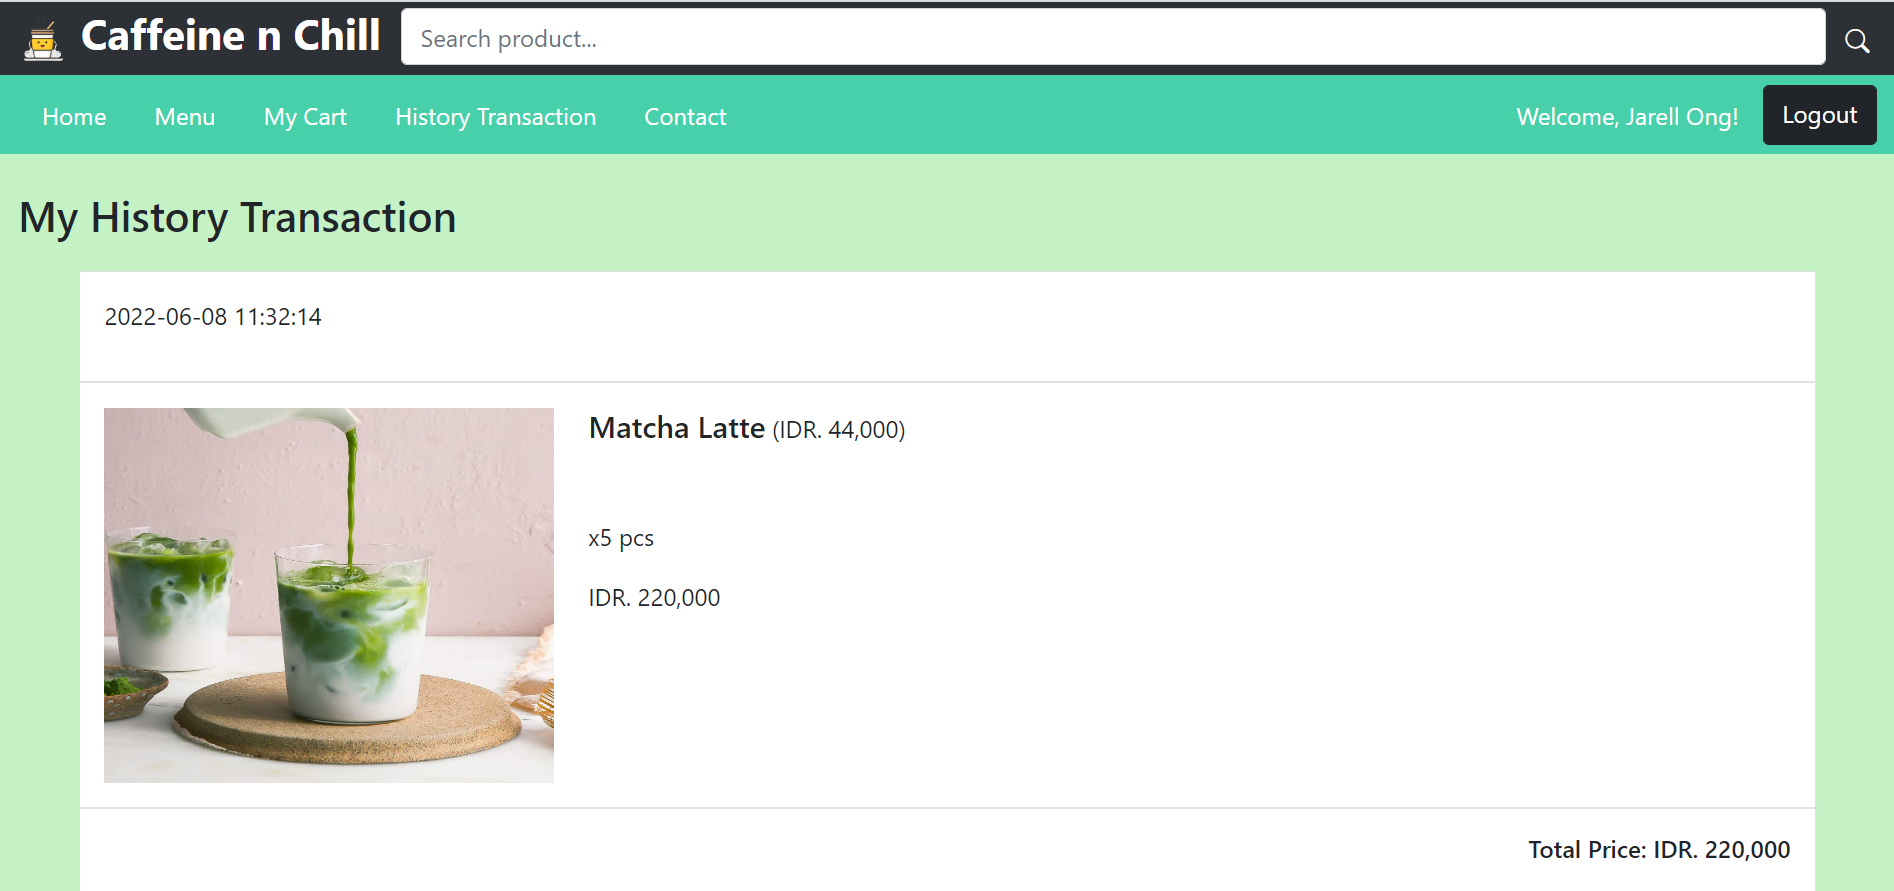 Caffeine n Chill
Search product...
Home Menu My Cart History Transaction Contact Welcome, Jarell Ong! Logout
My History Transaction
2022-06-08 11:32:14
Matcha Latte (IDR. 44,000)
x5 pcs
IDR. 220,000
Total Price: IDR. 220,000